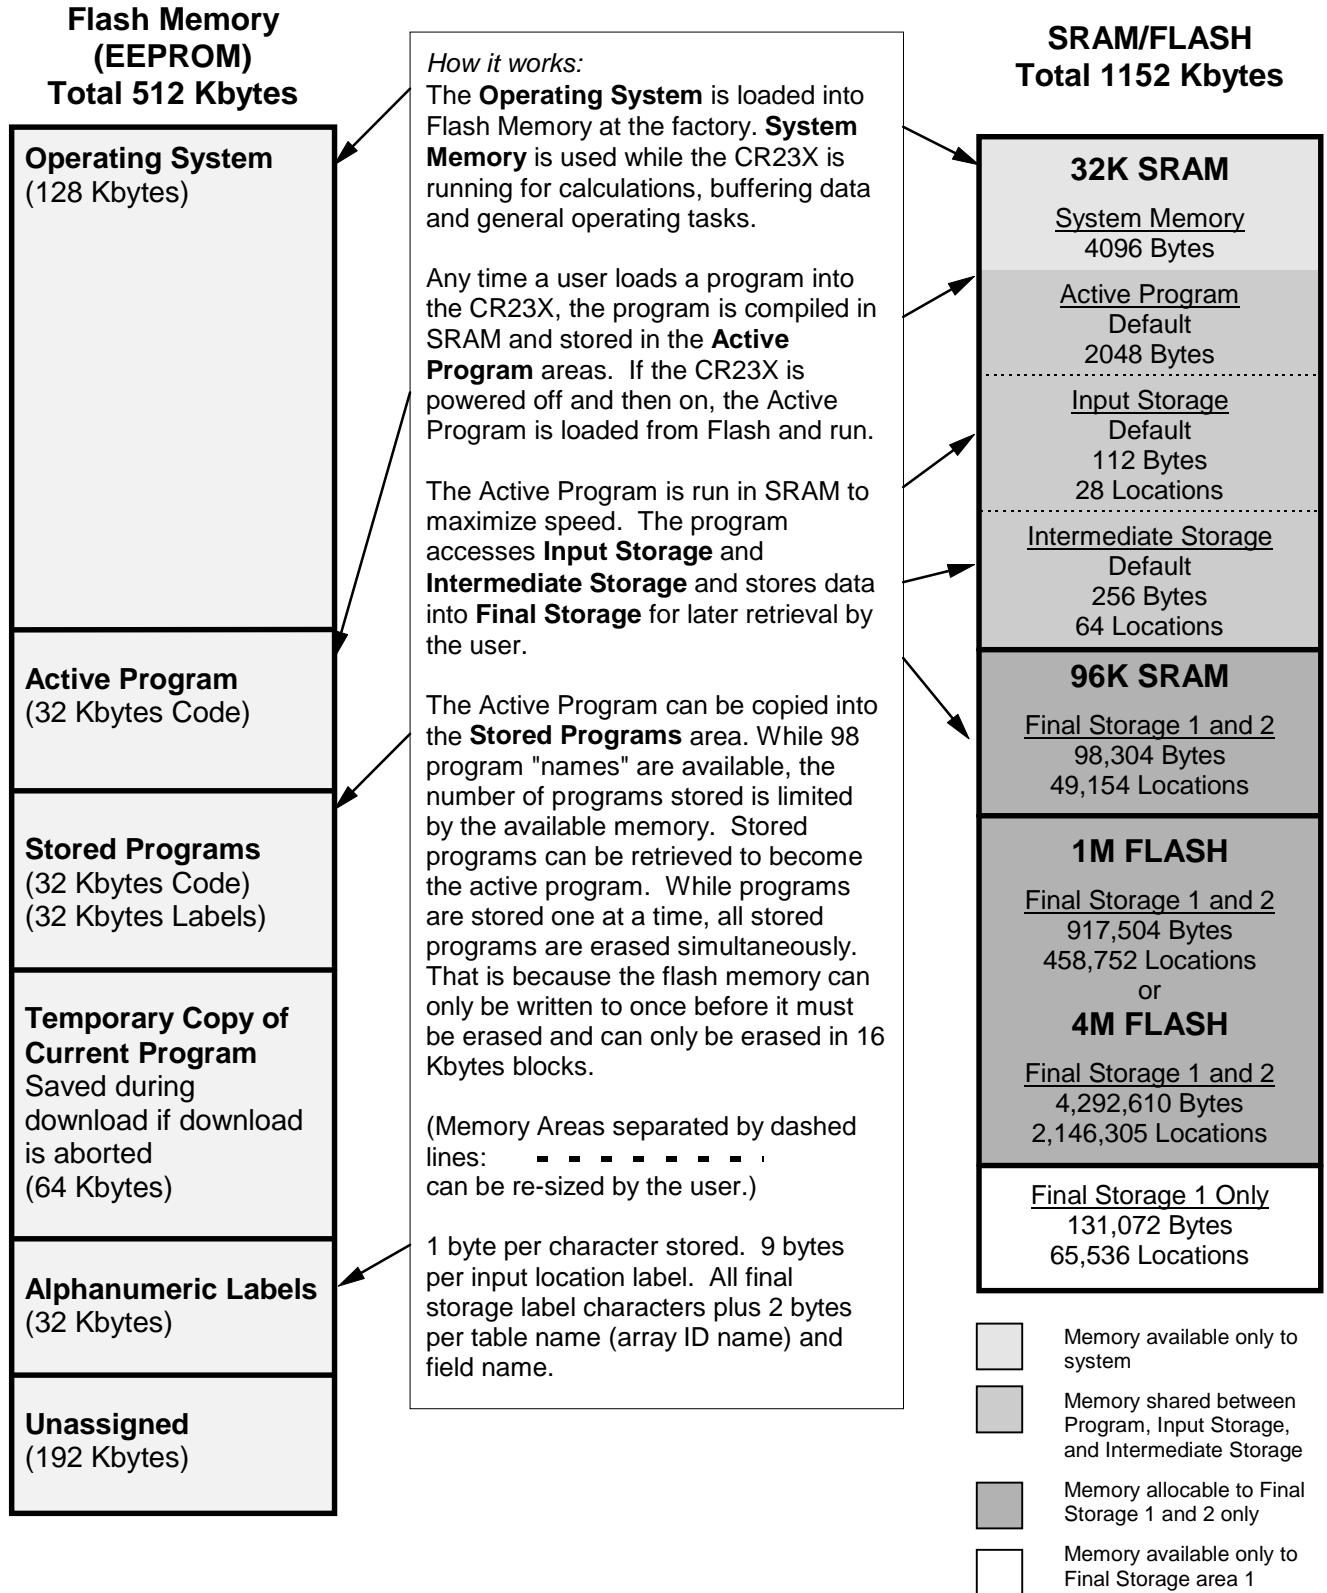 Flash Memory
(EEPROM)
Total 512 Kbytes
Operating System
(128 Kbytes)
Active Program
(32 Kbytes Code)
Stored Programs
(32 Kbytes Code)
(32 Kbytes Labels)
Temporary Copy of
Current Program
Saved during
download if download
is aborted
(64 Kbytes)
Alphanumeric Labels
(32 Kbytes)
Unassigned
(192 Kbytes)
How it works:
The Operating System is loaded into
Flash Memory at the factory. System
Memory is used while the CR23X is
running for calculations, buffering data
and general operating tasks.
Any time a user loads a program into
the CR23X, the program is compiled in
SRAM and stored in the Active
Program areas. If the CR23X is
powered off and then on, the Active
Program is loaded from Flash and run.
The Active Program is run in SRAM to
maximize speed. The program
accesses Input Storage and
Intermediate Storage and stores data
into Final Storage for later retrieval by
the user.
The Active Program can be copied into
the Stored Programs area. While 98
program "names" are available, the
number of programs stored is limited
by the available memory. Stored
programs can be retrieved to become
the active program. While programs
are stored one at a time, all stored
programs are erased simultaneously.
That is because the flash memory can
only be written to once before it must
be erased and can only be erased in 16
Kbytes blocks.
(Memory Areas separated by dashed
lines:
can be re-sized by the user.)
1 byte per character stored. 9 bytes
per input location label. All final
storage label characters plus 2 bytes
per table name (array ID name) and
field name.
SRAM/FLASH
Total 1152 Kbytes
32K SRAM
System Memory
4096 Bytes
Active Program
Default
2048 Bytes
Input Storage
Default
112 Bytes
28 Locations
Intermediate Storage
Default
256 Bytes
64 Locations
96K SRAM
Final Storage 1 and 2
98,304 Bytes
49,154 Locations
1M FLASH
Final Storage 1 and 2
917,504 Bytes
458,752 Locations
or
4M FLASH
Final Storage 1 and 2
4,292,610 Bytes
2,146,305 Locations
Final Storage 1 Only
131,072 Bytes
65,536 Locations
Memory available only to
system
Memory shared between
Program, Input Storage,
and Intermediate Storage
Memory allocable to Final
Storage 1 and 2 only
Memory available only to
Final Storage area 1